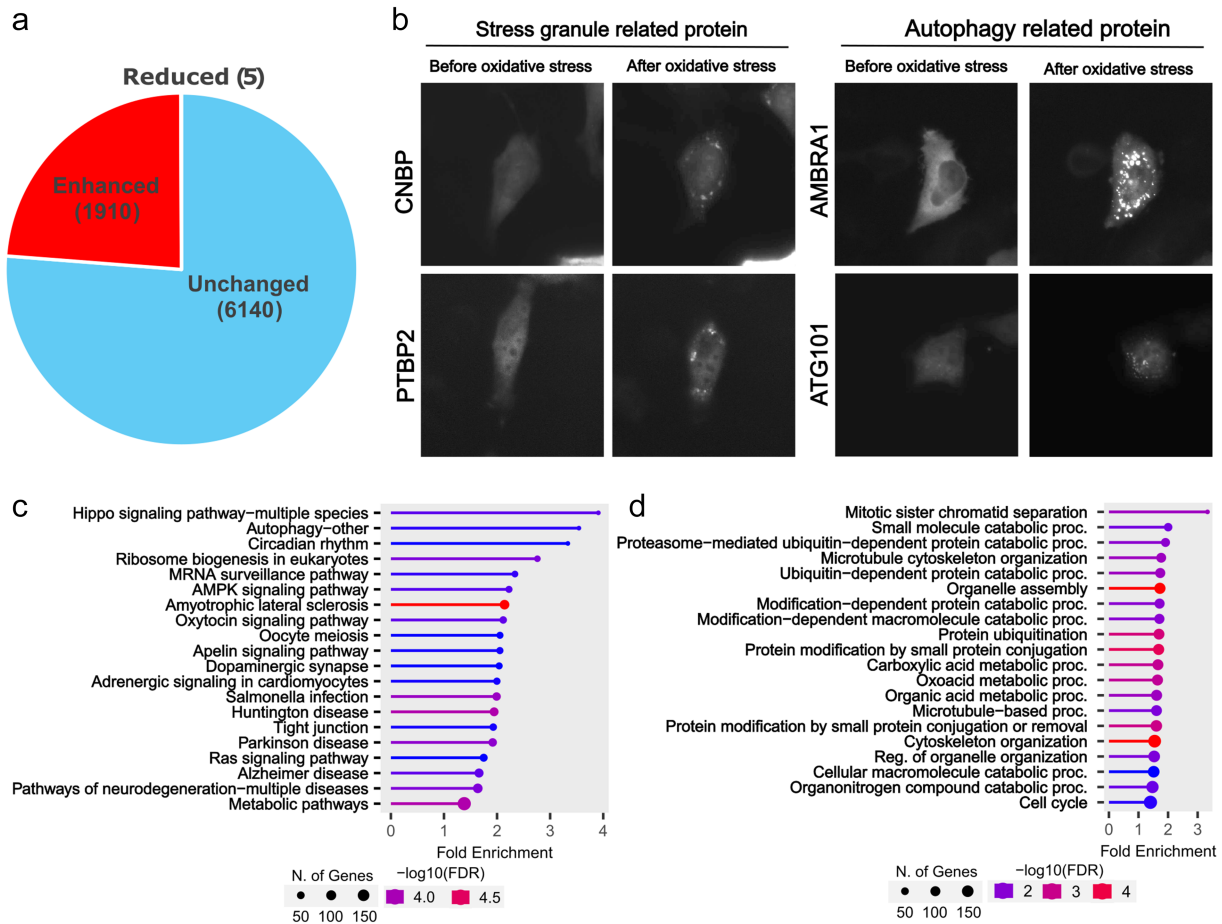 a
Reduced (5)
Enhanced
(1910)
Unchanged
(6140)
b
Stress granule related protein
Autophagy related protein
Before oxidative stress
After oxidative stress
Before oxidative stress
After oxidative stress
CNBP
AMBRA1
PTBP2
ATG101
c
Hippo signaling pathway−multiple species
Autophagy−other
Circadian rhythm
Ribosome biogenesis in eukaryotes
MRNA surveillance pathway
AMPK signaling pathway
Amyotrophic lateral sclerosis
Oxytocin signaling pathway
Oocyte meiosis
Apelin signaling pathway
Dopaminergic synapse
Adrenergic signaling in cardiomyocytes
Salmonella infection
Huntington disease
Tight junction
Parkinson disease
Ras signaling pathway
Alzheimer disease
Pathways of neurodegeneration−multiple diseases
Metabolic pathways
0 1 2 3 4
Fold Enrichment
N. of Genes
50 100 150
−log10(FDR)
4.0 4.5
d
Mitotic sister chromatid separation
Small molecule catabolic proc.
Proteasome−mediated ubiquitin−dependent protein catabolic proc.
Microtubule cytoskeleton organization
Ubiquitin−dependent protein catabolic proc.
Organelle assembly
Modification−dependent protein catabolic proc.
Modification−dependent macromolecule catabolic proc.
Protein ubiquitination
Protein modification by small protein conjugation
Carboxylic acid metabolic proc.
Oxoacid metabolic proc.
Organic acid metabolic proc.
Microtubule−based proc.
Protein modification by small protein conjugation or removal
Cytoskeleton organization
Reg. of organelle organization
Cellular macromolecule catabolic proc.
Organonitrogen compound catabolic proc.
Cell cycle
0 1 2 3
Fold Enrichment
N. of Genes
50 100 150
−log10(FDR)
2 3 4